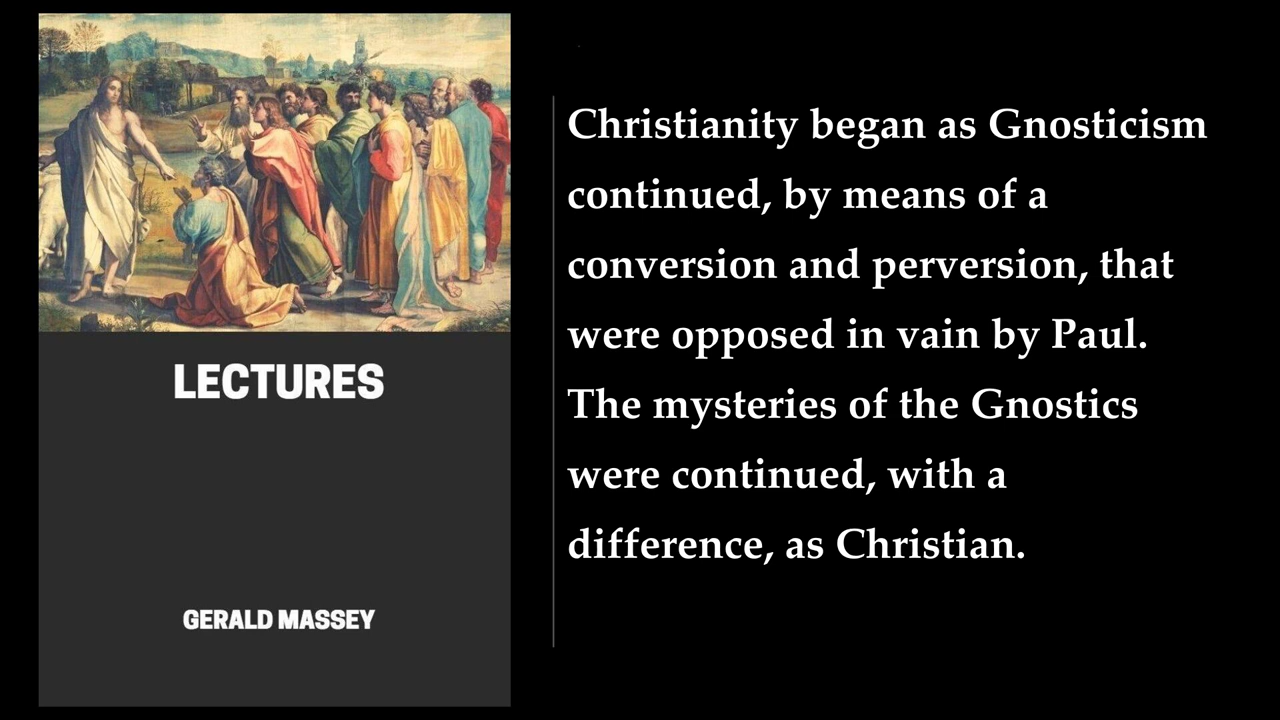 LECTURES
GERALD MASSEY
Christianity began as Gnosticism
continued, by means of a
conversion and perversion, that
were opposed in vain by Paul.
The mysteries of the Gnostics
were continued, with a
difference, as Christian.